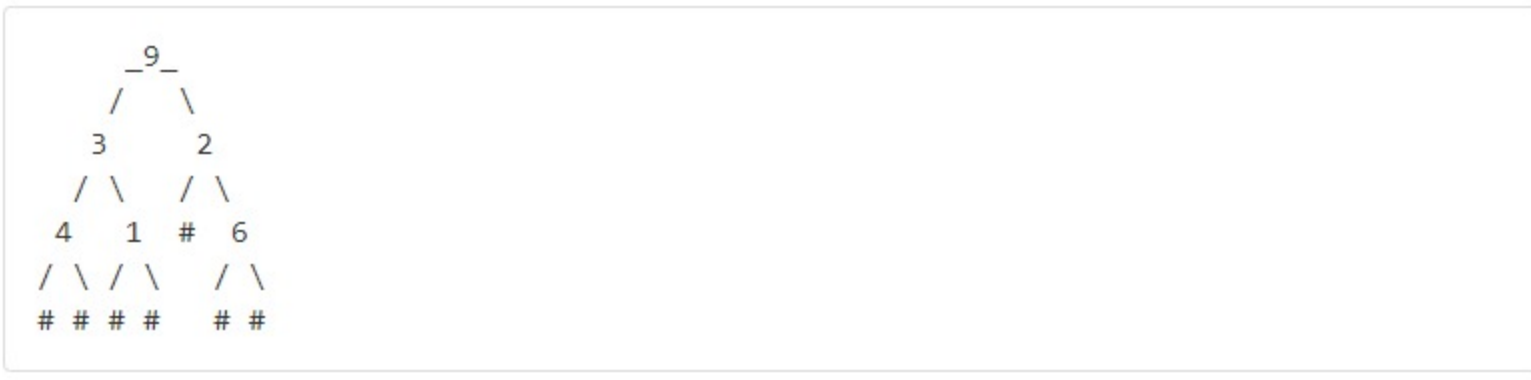 _9_
    /   \
   3     2
  / \   / \
 4   1  #  6
/ \ / \   / \
# # # #   # #